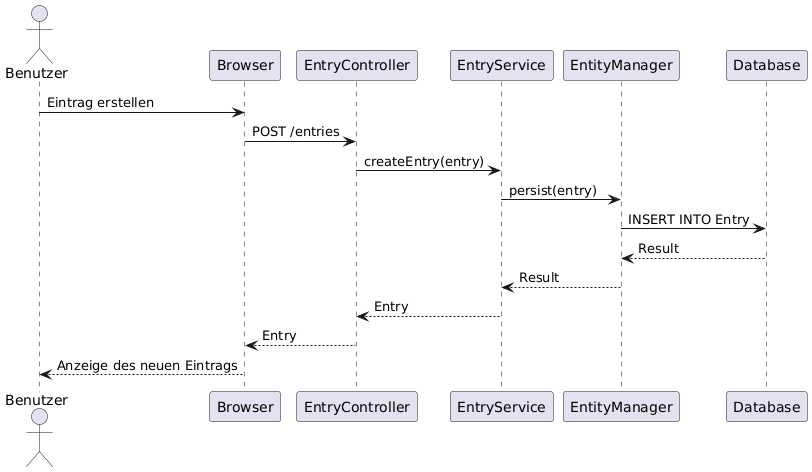 Benutzer
Browser
EntryController
EntryService
EntityManager
Database
Eintrag erstellen
POST /entries
createEntry(entry)
persist(entry)
INSERT INTO Entry
Result
Result
Entry
Entry
Anzeige des neuen Eintrags
Benutzer
Browser
EntryController
EntryService
EntityManager
Database